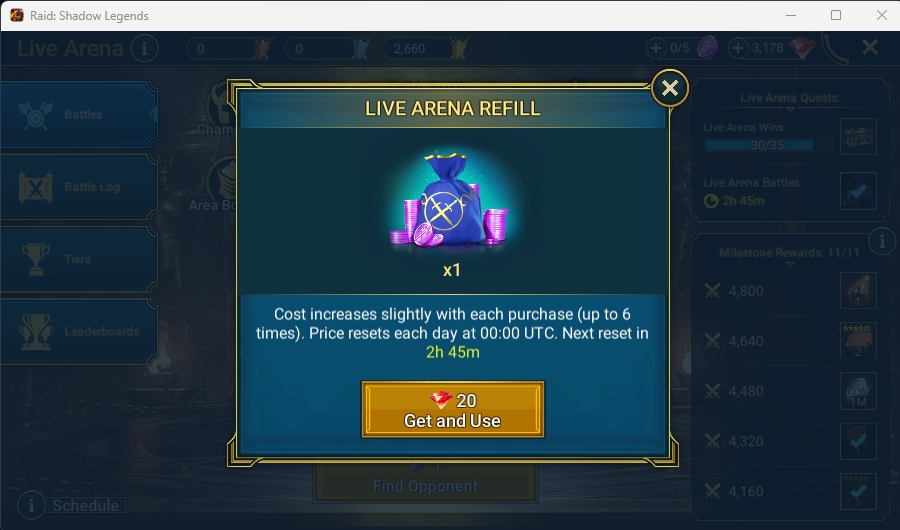 Raid: Shadow Legends
Live Arena
0
0
2,660
0/5
3,178
Battles
Battle Log
Tiers
Leaderboards
Cham
Area Bo
LIVE ARENA REFILL
x1
Cost increases slightly with each purchase (up to 6
times). Price resets each day at 00:00 UTC. Next reset in
2h 45m
20
Get and Use
Live Arena Quests:
Live Arena Wins
30/35
Live Arena Battles
2h 45m
Milestone Rewards: 11/11
4,800
1
4,640
2
4,480
1M
4,320
4,160
Find Opponent
Schedule